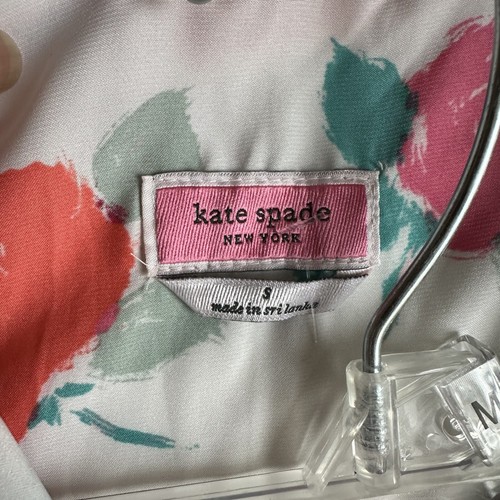 kate spade
NEW YORK
S
made in sri lanka
M